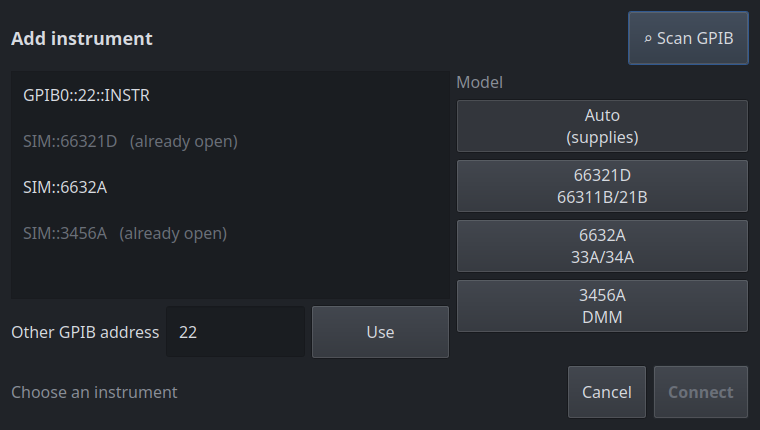 Add instrument
⌕ Scan GPIB
GPIB0::22::INSTR
SIM::66321D (already open)
SIM::6632A
SIM::3456A (already open)
Model
Auto
(supplies)
66321D
66311B/21B
6632A
33A/34A
3456A
DMM
Other GPIB address 22 Use
Choose an instrument
Cancel
Connect